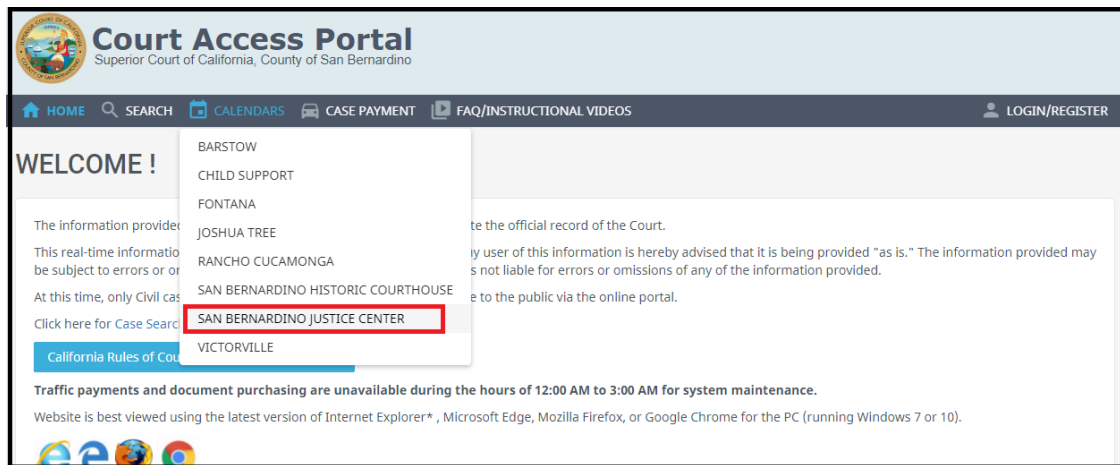 Court Access Portal
Superior Court of California, County of San Bernardino
HOME SEARCH CALENDARS CASE PAYMENT FAQ/INSTRUCTIONAL VIDEOS LOGIN/REGISTER
WELCOME !
BARSTOW
CHILD SUPPORT
FONTANA
JOSHUA TREE
RANCHO CUCAMONGA
SAN BERNARDINO HISTORIC COURTHOUSE
SAN BERNARDINO JUSTICE CENTER
VICTORVILLE
The information provided te the official record of the Court.
This real-time informatio y user of this information is hereby advised that it is being provided "as is." The information provided may
be subject to errors or o s not liable for errors or omissions of any of the information provided.
At this time, only Civil cas e to the public via the online portal.
Click here for Case Searc
California Rules of Cou
Traffic payments and document purchasing are unavailable during the hours of 12:00 AM to 3:00 AM for system maintenance.
Website is best viewed using the latest version of Internet Explorer* , Microsoft Edge, Mozilla Firefox, or Google Chrome for the PC (running Windows 7 or 10).